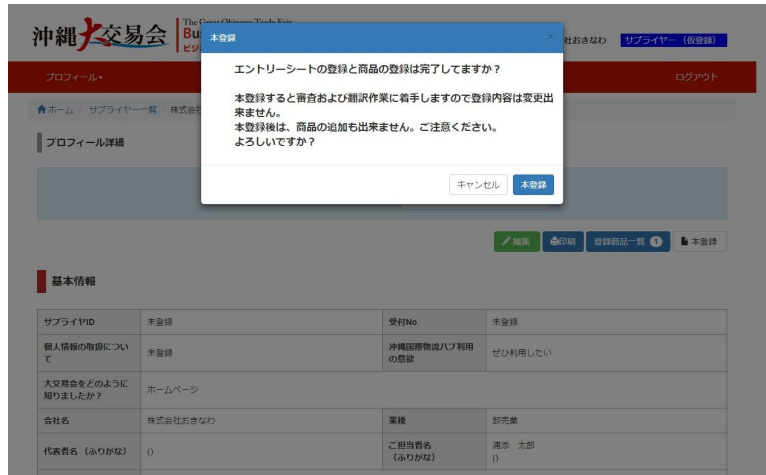 沖縄大交易会
The Great Okinawa Trade Fair
Bu
ビジ
社おきなわ
サプライヤー（仮登録）
本登録
×
エントリーシートの登録と商品の登録は完了してますか？
本登録すると審査および翻訳作業に着手しますので登録内容は変更出
来ません。
本登録後は、商品の追加も出来ません。ご注意ください。
よろしいですか？
キャンセル
本登録
プロフィール
ログアウト
ホーム / サプライヤー一覧 / 株式会社
プロフィール詳細
編集
印刷
登録商品一覧 1
本登録
基本情報
サプライヤID
未登録
受付No
未登録
個人情報の取扱につい
て
未登録
沖縄国際物流ハブ利用
の意欲
ぜひ利用したい
大交易会をどのように
知りましたか？
ホームページ
会社名
株式会社おきなわ
業種
卸売業
代表者名（ふりがな）
()
ご担当者名
（ふりがな）
浦添 太郎
()